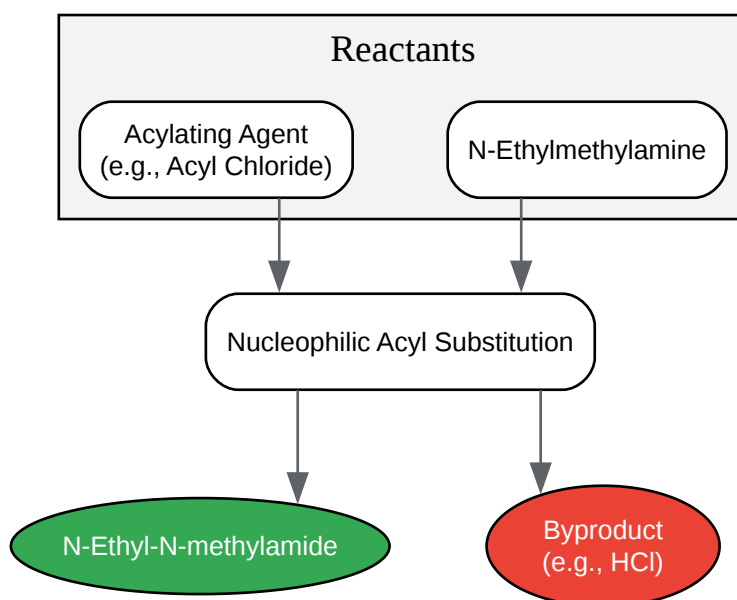 Reactants
Acylating Agent
(e.g., Acyl Chloride)
N-Ethylmethylamine
Nucleophilic Acyl Substitution
N-Ethyl-N-methylamide
Byproduct
(e.g., HCl)